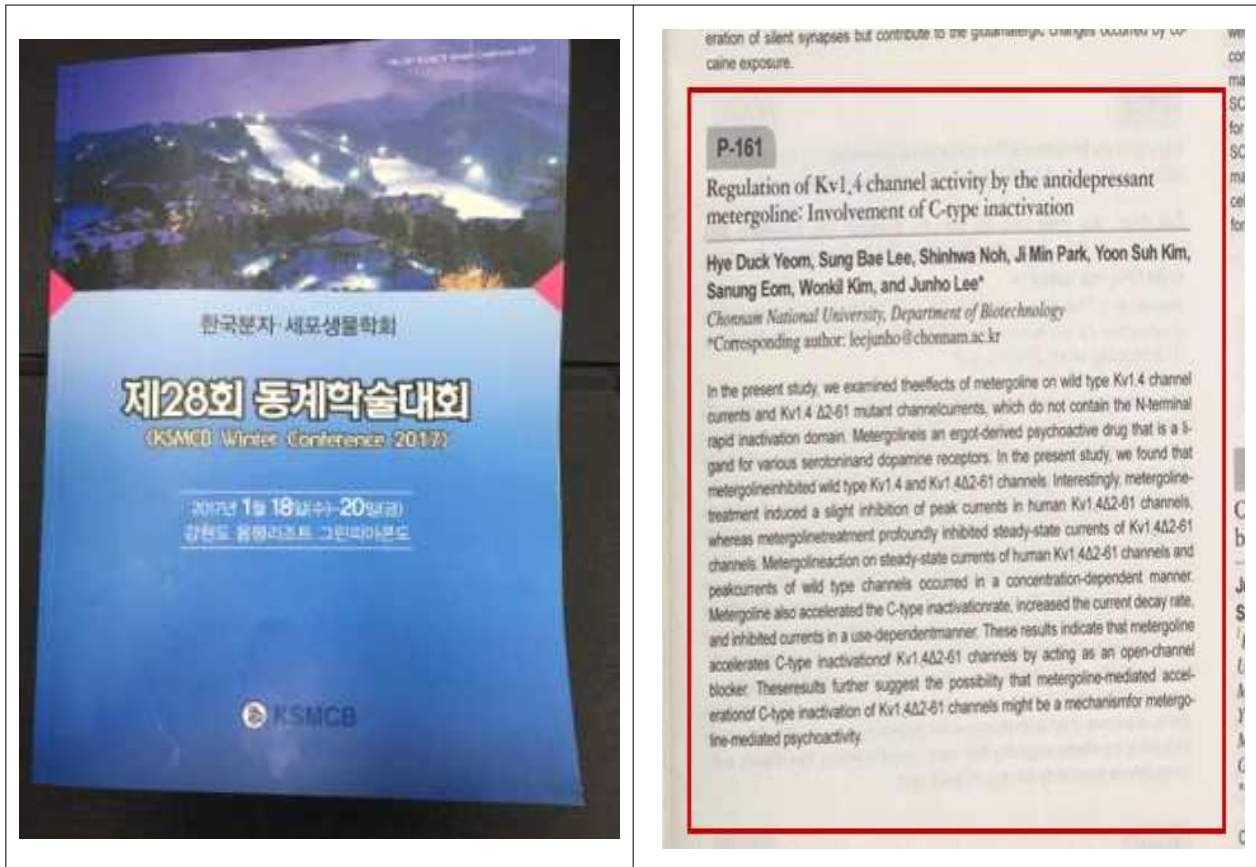 한국분자·세포생물학회
제28회 동계학술대회
(KSMCB Winter Conference 2017)
2017년 1월 18일(수)-20일(금)
강원도 용평리조트 그린피아콘도
KSMCB
eration of silent synapses but contribute to the glutamatergic changes occurred by co-
caine exposure.
P-161
Regulation of Kv1.4 channel activity by the antidepressant
metergoline: Involvement of C-type inactivation
Hye Duck Yeom, Sung Bae Lee, Shinhwa Noh, Ji Min Park, Yoon Suh Kim,
Sanung Eom, Wonkil Kim, and Junho Lee*
Chonnam National University, Department of Biotechnology
*Corresponding author: leejunho@chonnam.ac.kr
In the present study, we examined theeffects of metergoline on wild type Kv1.4 channel
currents and Kv1.4 Δ2-61 mutant channelcurrents, which do not contain the N-terminal
rapid inactivation domain. Metergolineis an ergot-derived psychoactive drug that is a li-
gand for various serotoninand dopamine receptors. In the present study, we found that
metergolineinhibited wild type Kv1.4 and Kv1.4Δ2-61 channels. Interestingly, metergoline-
treatment induced a slight inhibition of peak currents in human Kv1.4Δ2-61 channels,
whereas metergolinetreatment profoundly inhibited steady-state currents of Kv1.4Δ2-61
channels. Metergolineaction on steady-state currents of human Kv1.4Δ2-61 channels and
peakcurrents of wild type channels occurred in a concentration-dependent manner.
Metergoline also accelerated the C-type inactivationrate, increased the current decay rate,
and inhibited currents in a use-dependentmanner. These results indicate that metergoline
accelerates C-type inactivationof Kv1.4Δ2-61 channels by acting as an open-channel
blocker. Theseresults further suggest the possibility that metergoline-mediated accel-
erationof C-type inactivation of Kv1.4Δ2-61 channels might be a mechanismfor metergo-
line-mediated psychoactivity.